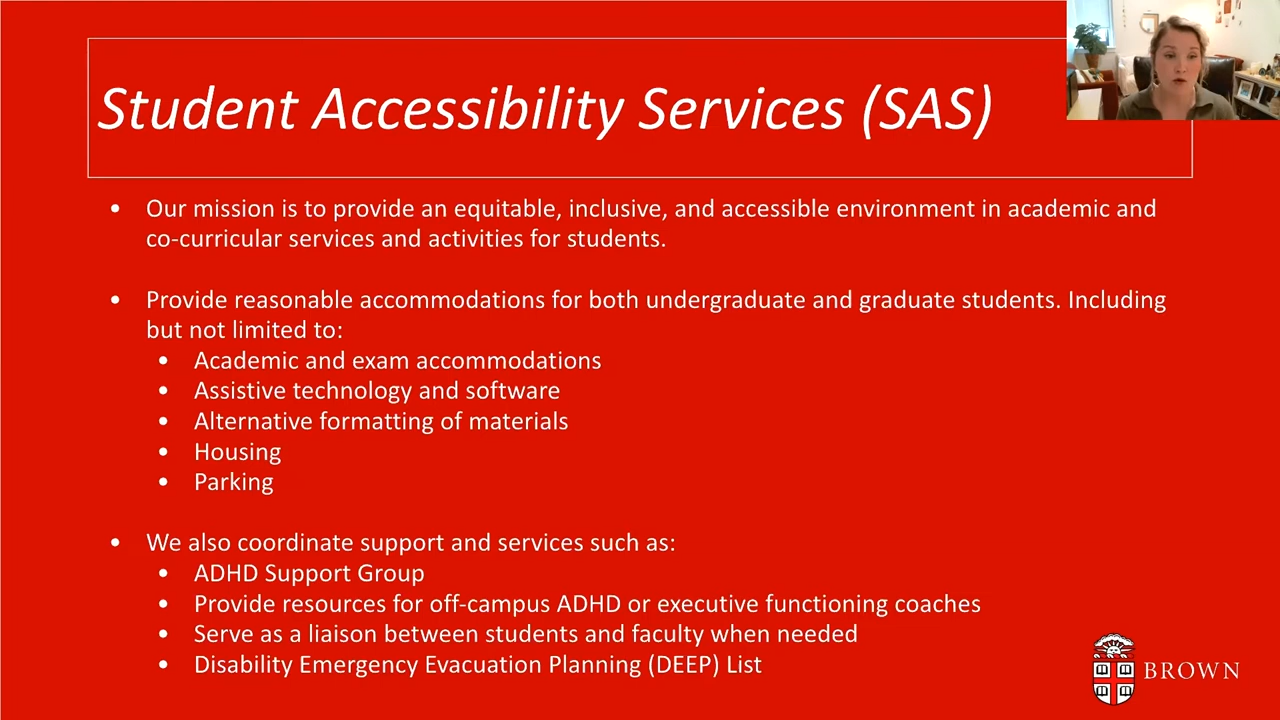 Student Accessibility Services (SAS)
• Our mission is to provide an equitable, inclusive, and accessible environment in academic and
co-curricular services and activities for students.
• Provide reasonable accommodations for both undergraduate and graduate students. Including
but not limited to:
• Academic and exam accommodations
• Assistive technology and software
• Alternative formatting of materials
• Housing
• Parking
• We also coordinate support and services such as:
• ADHD Support Group
• Provide resources for off-campus ADHD or executive functioning coaches
• Serve as a liaison between students and faculty when needed
• Disability Emergency Evacuation Planning (DEEP) List
BROWN